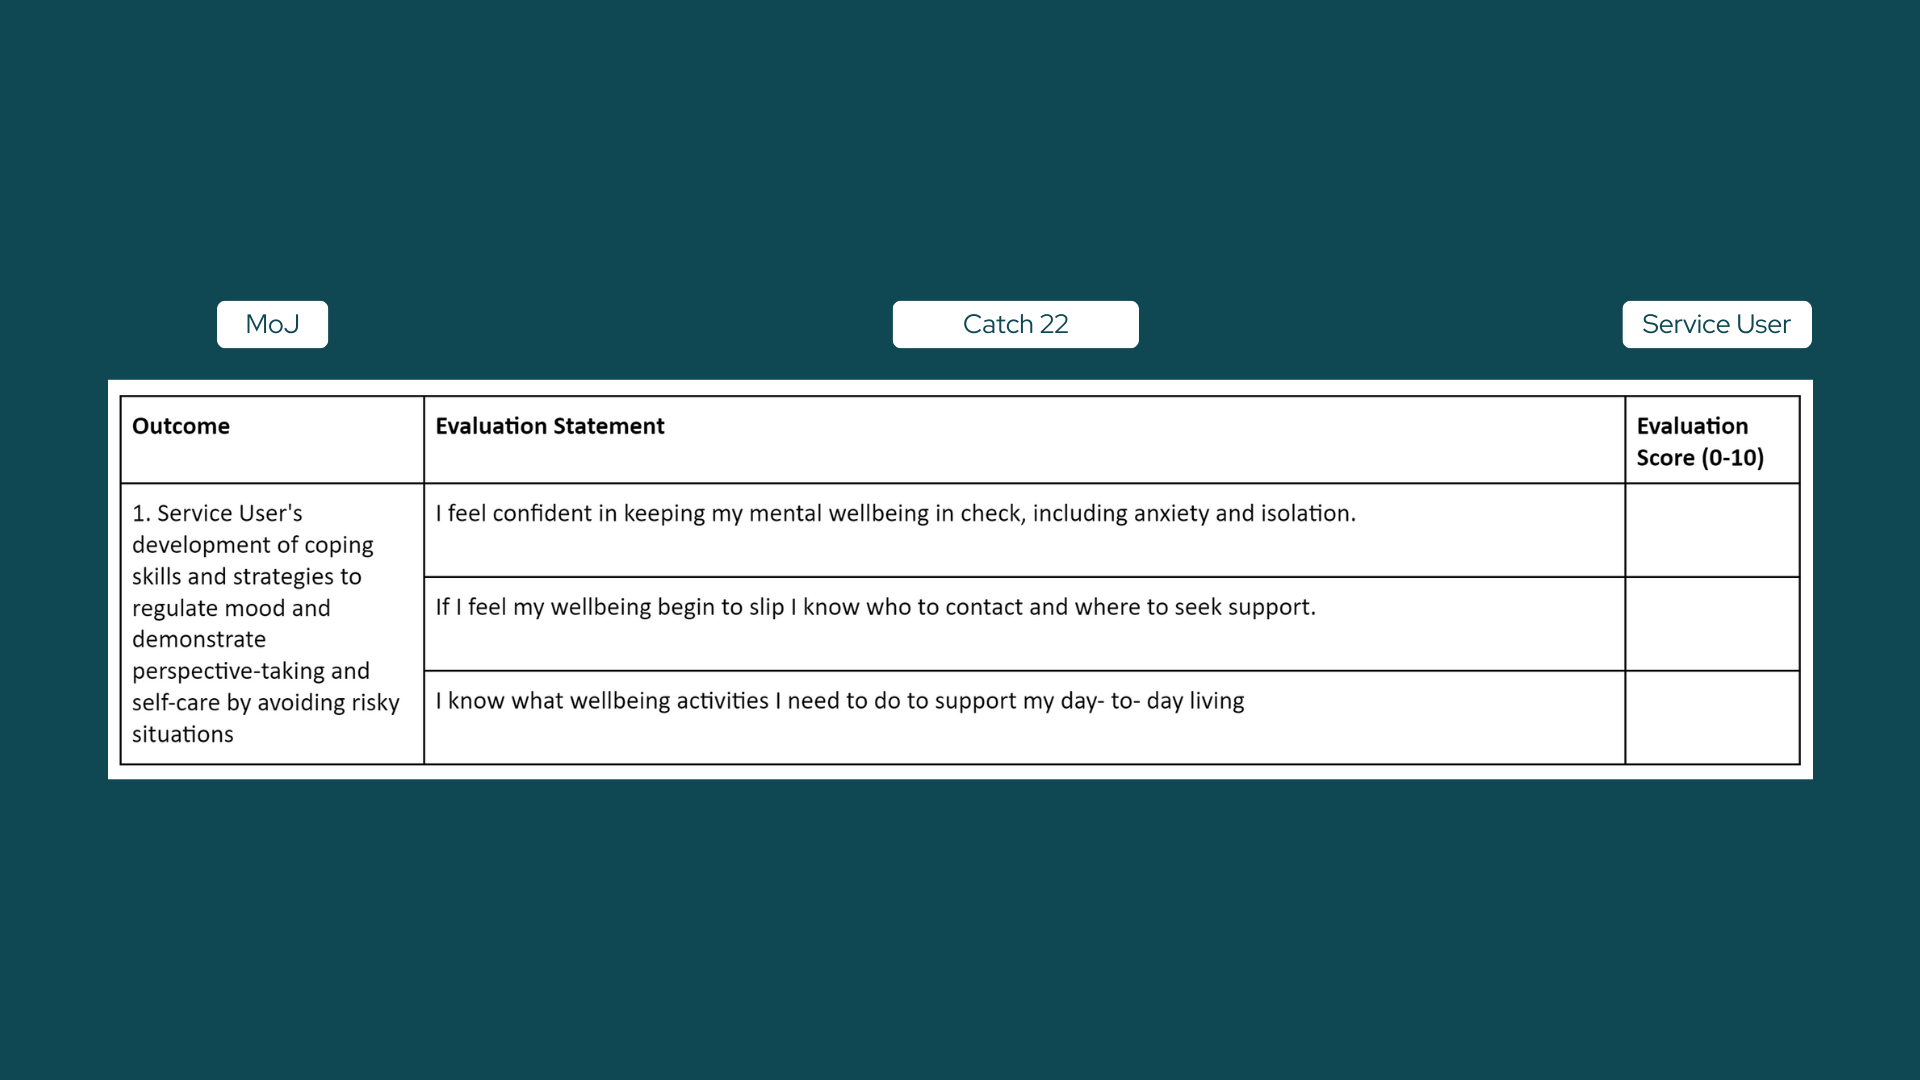 MoJ
Catch 22
Service User
Outcome
Evaluation Statement
Evaluation
Score (0-10)
1. Service User's
development of coping
skills and strategies to
regulate mood and
demonstrate
perspective-taking and
self-care by avoiding risky
situations
I feel confident in keeping my mental wellbeing in check, including anxiety and isolation.
If I feel my wellbeing begin to slip I know who to contact and where to seek support.
I know what wellbeing activities I need to do to support my day- to- day living